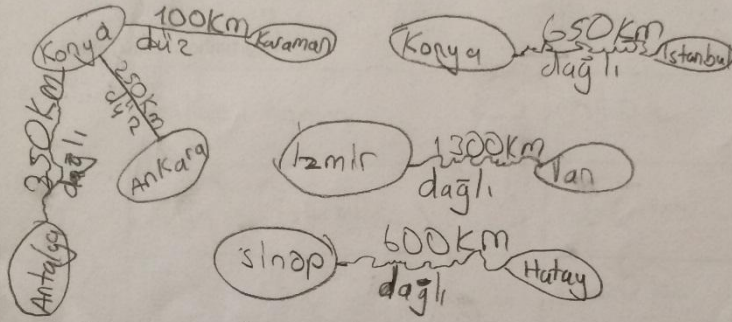 Konya
100Km
düz
Karaman
250Km
düz
Ankara
350Km
dağlı
Antalya
Konya
650Km
dağlı
İstanbul
İzmir
1300Km
dağlı
Van
Sinop
600Km
dağlı
Hatay